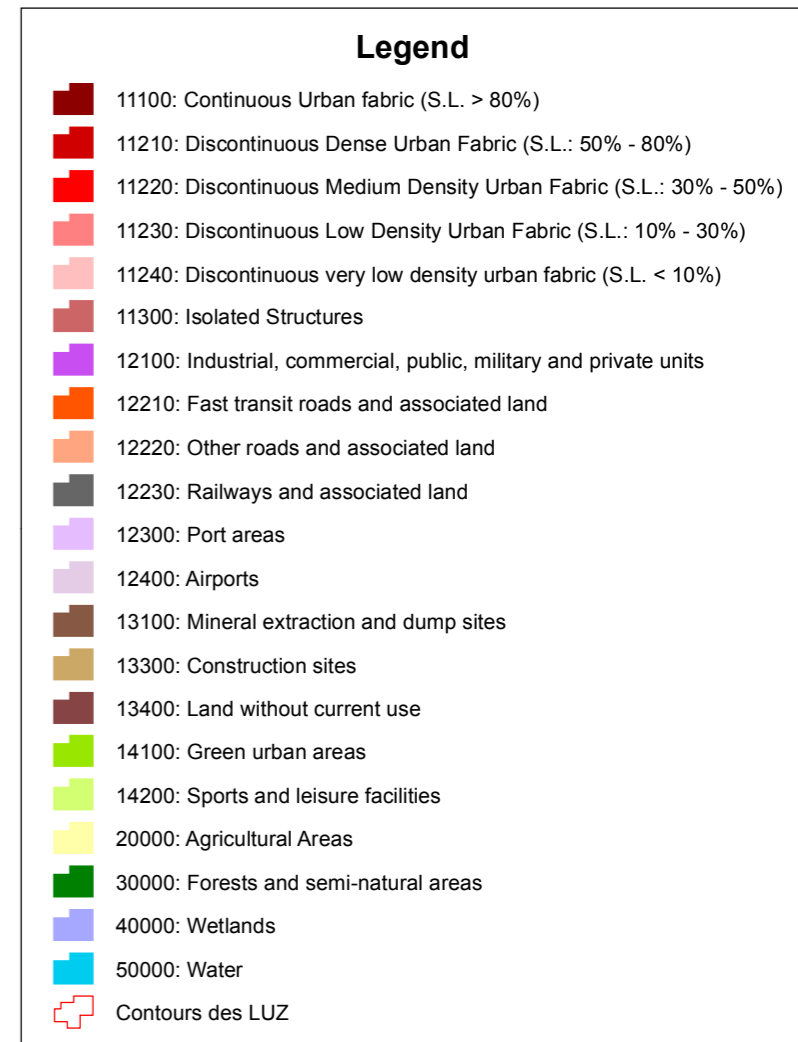 Legend
11100: Continuous Urban fabric (S.L. > 80%)
11210: Discontinuous Dense Urban Fabric (S.L.: 50% - 80%)
11220: Discontinuous Medium Density Urban Fabric (S.L.: 30% - 50%)
11230: Discontinuous Low Density Urban Fabric (S.L.: 10% - 30%)
11240: Discontinuous very low density urban fabric (S.L. < 10%)
11300: Isolated Structures
12100: Industrial, commercial, public, military and private units
12210: Fast transit roads and associated land
12220: Other roads and associated land
12230: Railways and associated land
12300: Port areas
12400: Airports
13100: Mineral extraction and dump sites
13300: Construction sites
13400: Land without current use
14100: Green urban areas
14200: Sports and leisure facilities
20000: Agricultural Areas
30000: Forests and semi-natural areas
40000: Wetlands
50000: Water
Contours des LUZ